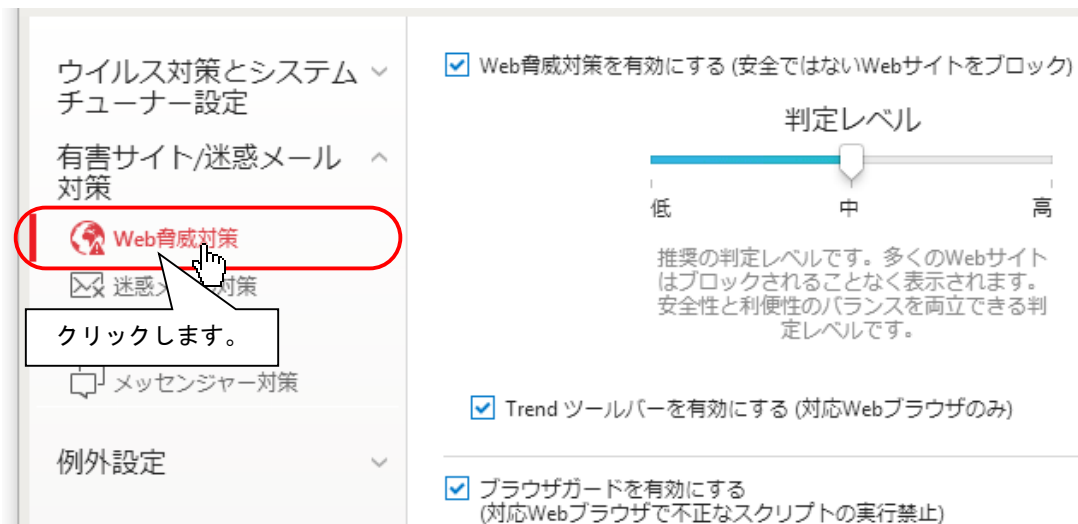 ウイルス対策とシステム
チューナー設定
有害サイト/迷惑メール
対策
Web脅威対策
迷惑 対策
クリックします。
メッセンジャー対策
例外設定
Web脅威対策を有効にする (安全ではないWebサイトをブロック)
判定レベル
低 中 高
推奨の判定レベルです。多くのWebサイト
はブロックされることなく表示されます。
安全性と利便性のバランスを両立できる判
定レベルです。
Trend ツールバーを有効にする (対応Webブラウザのみ)
ブラウザガードを有効にする
(対応Webブラウザで不正なスクリプトの実行禁止)